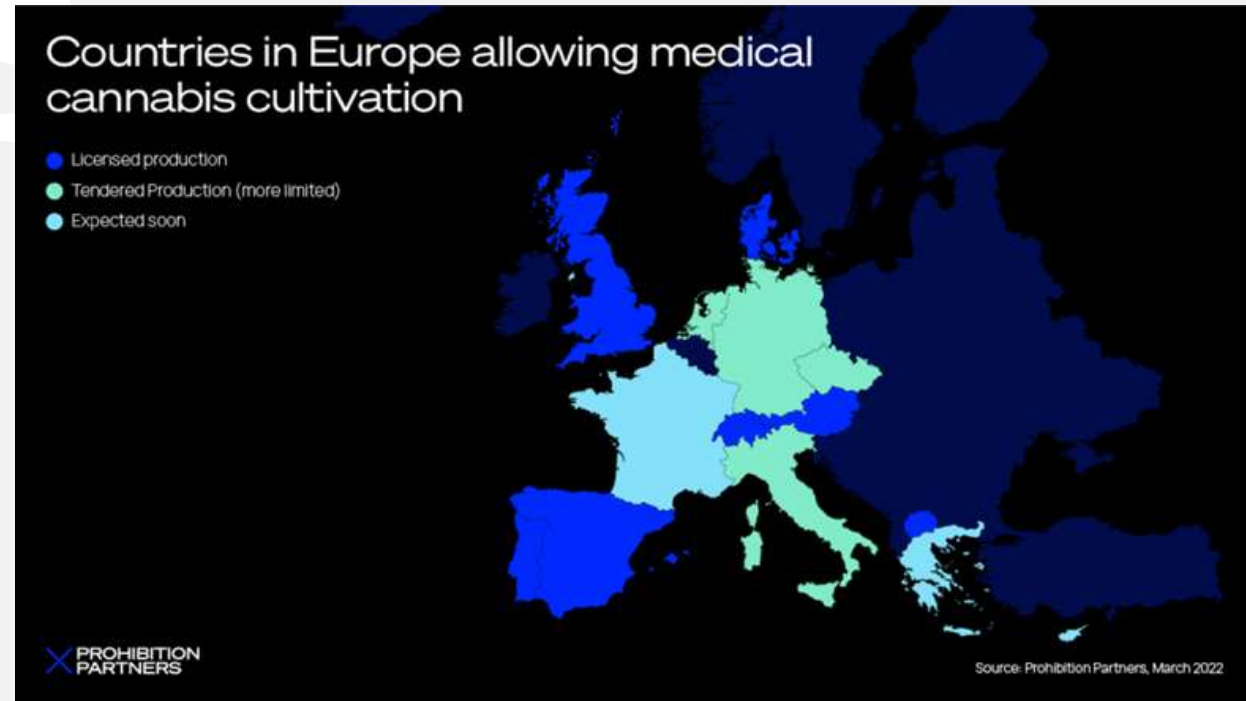 Countries in Europe allowing medical
cannabis cultivation
Licensed production
Tendered Production (more limited)
Expected soon
PROHIBITION
PARTNERS
Source: Prohibition Partners, March 2022